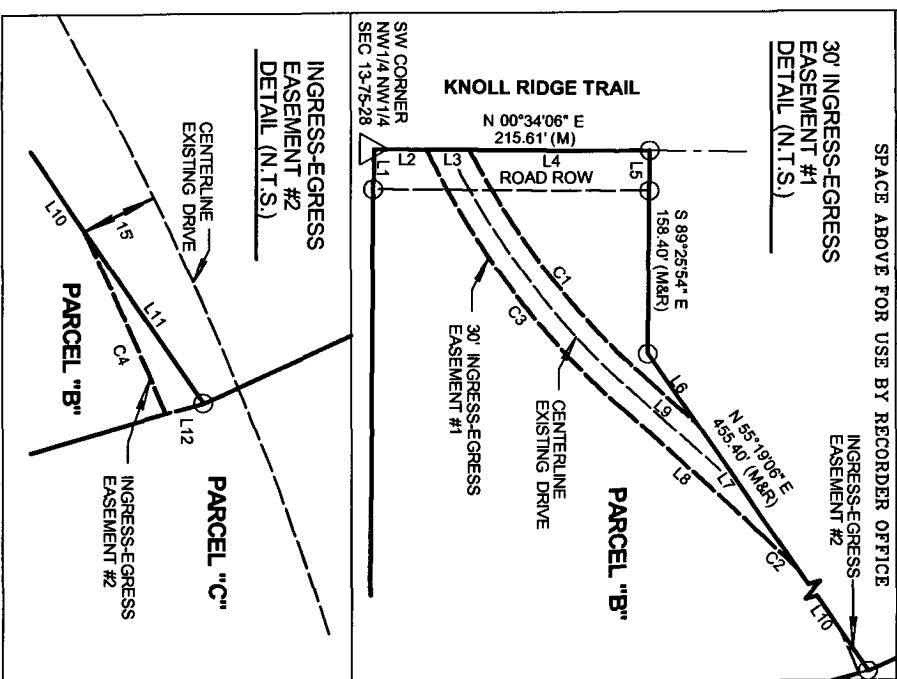 SPACE ABOVE FOR USE BY RECORDER OFFICE
30' INGRESS-EGRESS
EASEMENT #1
DETAIL (N.T.S.)
KNOLL RIDGE TRAIL
N 00°34'06" E
215.61' (M)
SW CORNER
NW1/4 NW1/4
SEC 13-75-28
L1
L2
L3
L4
L5
ROAD ROW
S 89°25'54" E
158.40' (M&R)
C1
C3
L6
L9
L7
L8
C2
L10
N 55°19'06" E
455.40' (M&R)
INGRESS-EGRESS
EASEMENT #2
30' INGRESS-EGRESS
EASEMENT #1
CENTERLINE
EXISTING DRIVE
PARCEL "B"
INGRESS-EGRESS
EASEMENT #2
DETAIL (N.T.S.)
CENTERLINE
EXISTING DRIVE
15'
L10
L11
C4
L12
PARCEL "B"
PARCEL "C"
INGRESS-EGRESS
EASEMENT #2